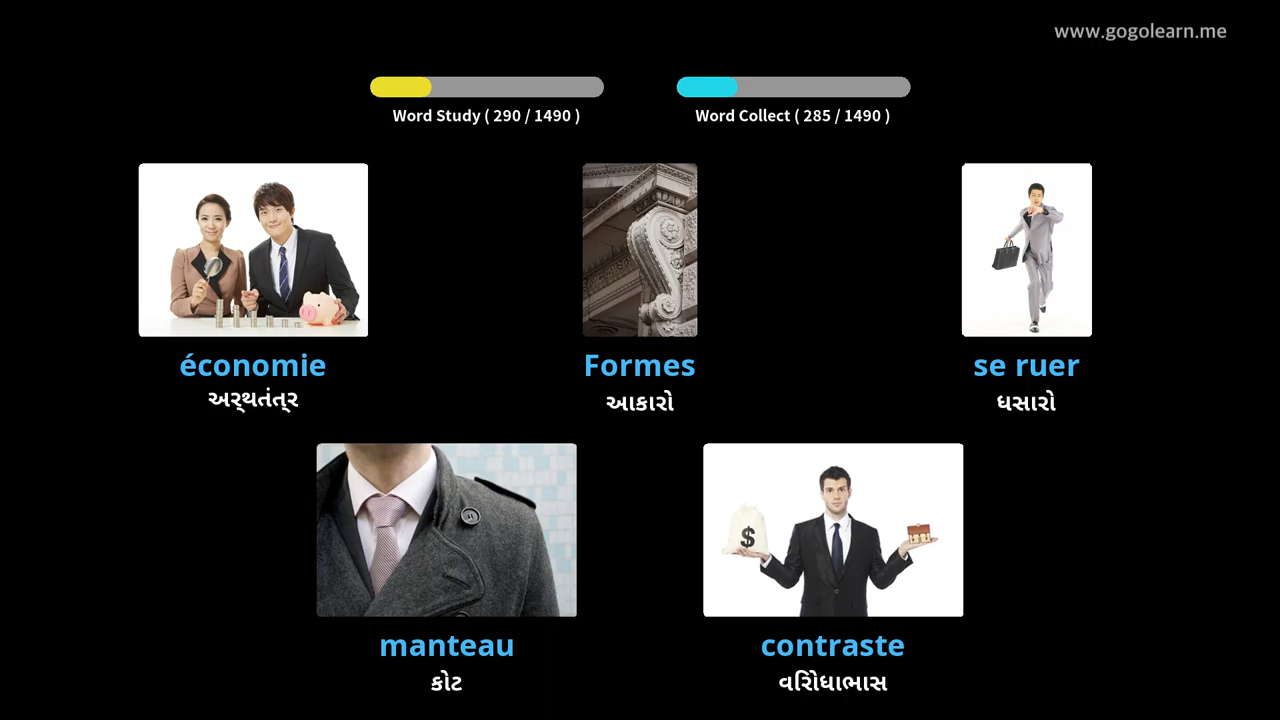 www.gogolearn.me
Word Study ( 290 / 1490 )
Word Collect ( 285 / 1490 )
économie
અર્થતંત્ર
Formes
આકારો
se ruer
ધસારો
manteau
કોટ
contraste
વિરોધાભાસ